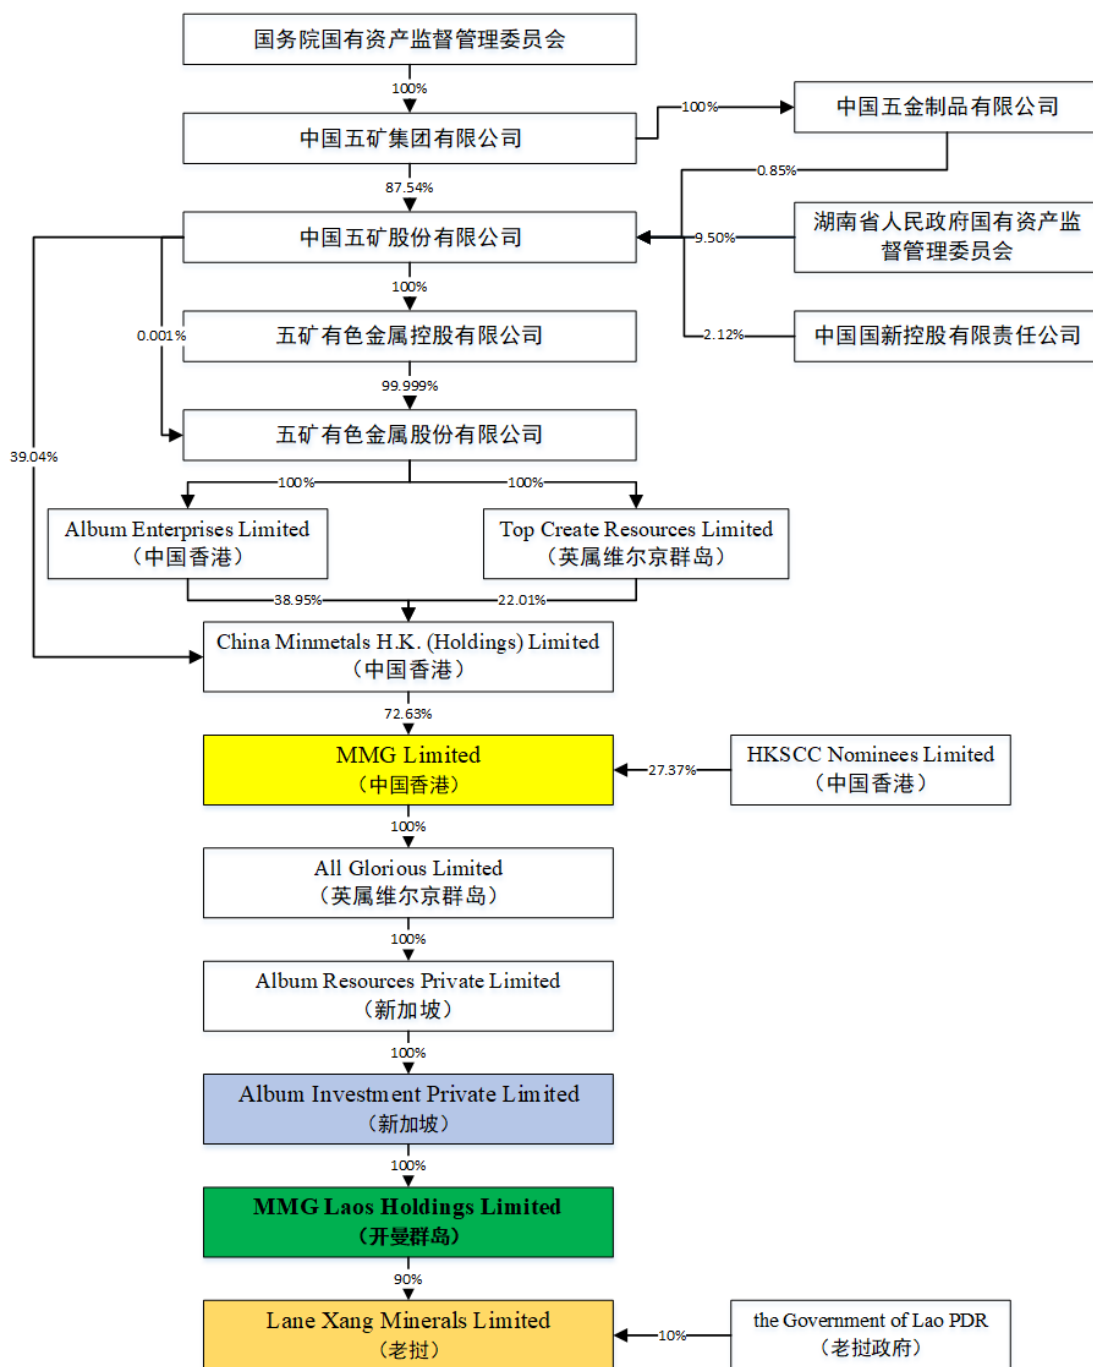 国务院国有资产监督管理委员会
100%
中国五矿集团有限公司
100%
中国五金制品有限公司
87.54%
0.85%
中国五矿股份有限公司
9.50%
湖南省人民政府国有资产监
督管理委员会
100%
0.001%
五矿有色金属控股有限公司
2.12%
中国国新控股有限责任公司
99.999%
五矿有色金属股份有限公司
39.04%
100%
100%
Album Enterprises Limited
（中国香港）
Top Create Resources Limited
（英属维尔京群岛）
38.95%
22.01%
China Minmetals H.K. (Holdings) Limited
（中国香港）
72.63%
MMG Limited
（中国香港）
27.37%
HKSCC Nominees Limited
（中国香港）
100%
All Glorious Limited
（英属维尔京群岛）
100%
Album Resources Private Limited
（新加坡）
100%
Album Investment Private Limited
（新加坡）
100%
MMG Laos Holdings Limited
（开曼群岛）
90%
Lane Xang Minerals Limited
（老挝）
10%
the Government of Lao PDR
（老挝政府）